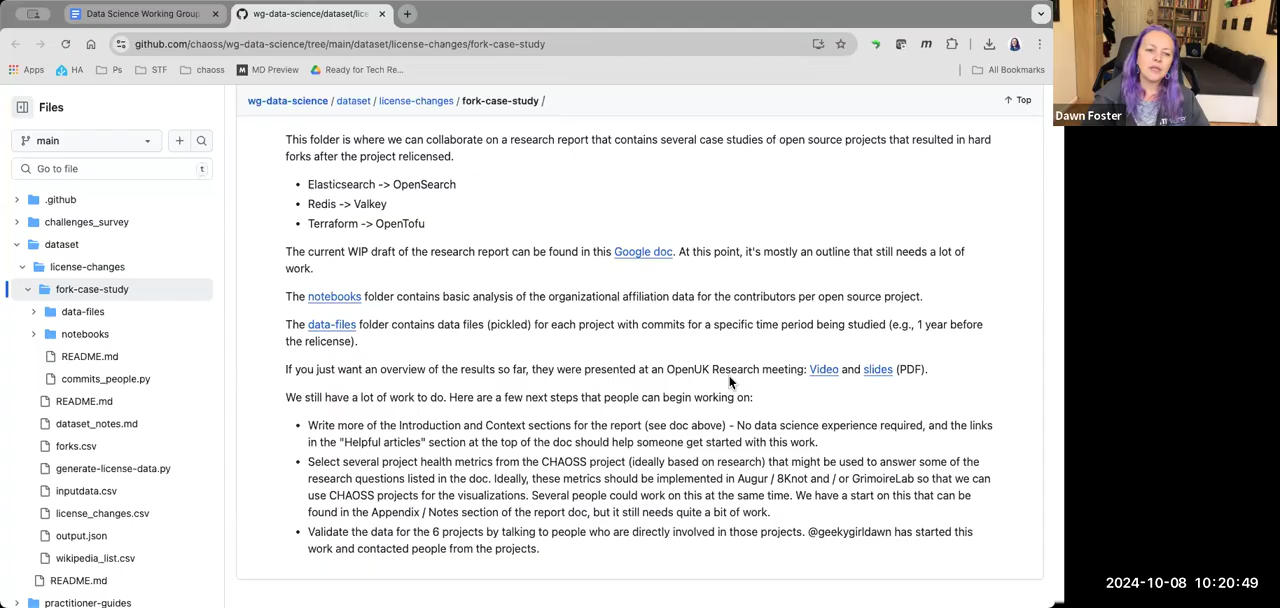 Data Science Working Group
wg-data-science/dataset/lice
github.com/chaoss/wg-data-science/tree/main/dataset/license-changes/fork-case-study
Apps
HA
Ps
STF
chaoss
MD Preview
Ready for Tech Re...
All Bookmarks
Files
main
Go to file
t
.github
challenges_survey
dataset
license-changes
fork-case-study
data-files
notebooks
README.md
commits_people.py
README.md
dataset_notes.md
forks.csv
generate-license-data.py
inputdata.csv
license_changes.csv
output.json
wikipedia_list.csv
README.md
practitioner-guides
wg-data-science / dataset / license-changes / fork-case-study /
Top
This folder is where we can collaborate on a research report that contains several case studies of open source projects that resulted in hard
forks after the project relicensed.
• Elasticsearch -> OpenSearch
• Redis -> Valkey
• Terraform -> OpenTofu
The current WIP draft of the research report can be found in this Google doc. At this point, it's mostly an outline that still needs a lot of
work.
The notebooks folder contains basic analysis of the organizational affiliation data for the contributors per open source project.
The data-files folder contains data files (pickled) for each project with commits for a specific time period being studied (e.g., 1 year before
the relicense).
If you just want an overview of the results so far, they were presented at an OpenUK Research meeting: Video and slides (PDF).
We still have a lot of work to do. Here are a few next steps that people can begin working on:
• Write more of the Introduction and Context sections for the report (see doc above) - No data science experience required, and the links
in the "Helpful articles" section at the top of the doc should help someone get started with this work.
• Select several project health metrics from the CHAOSS project (ideally based on research) that might be used to answer some of the
research questions listed in the doc. Ideally, these metrics should be implemented in Augur / 8Knot and / or GrimoireLab so that we can
use CHAOSS projects for the visualizations. Several people could work on this at the same time. We have a start on this that can be
found in the Appendix / Notes section of the report doc, but it still needs quite a bit of work.
• Validate the data for the 6 projects by talking to people who are directly involved in those projects. @geekygirldawn has started this
work and contacted people from the projects.
Dawn Foster
2024-10-08 10:20:49